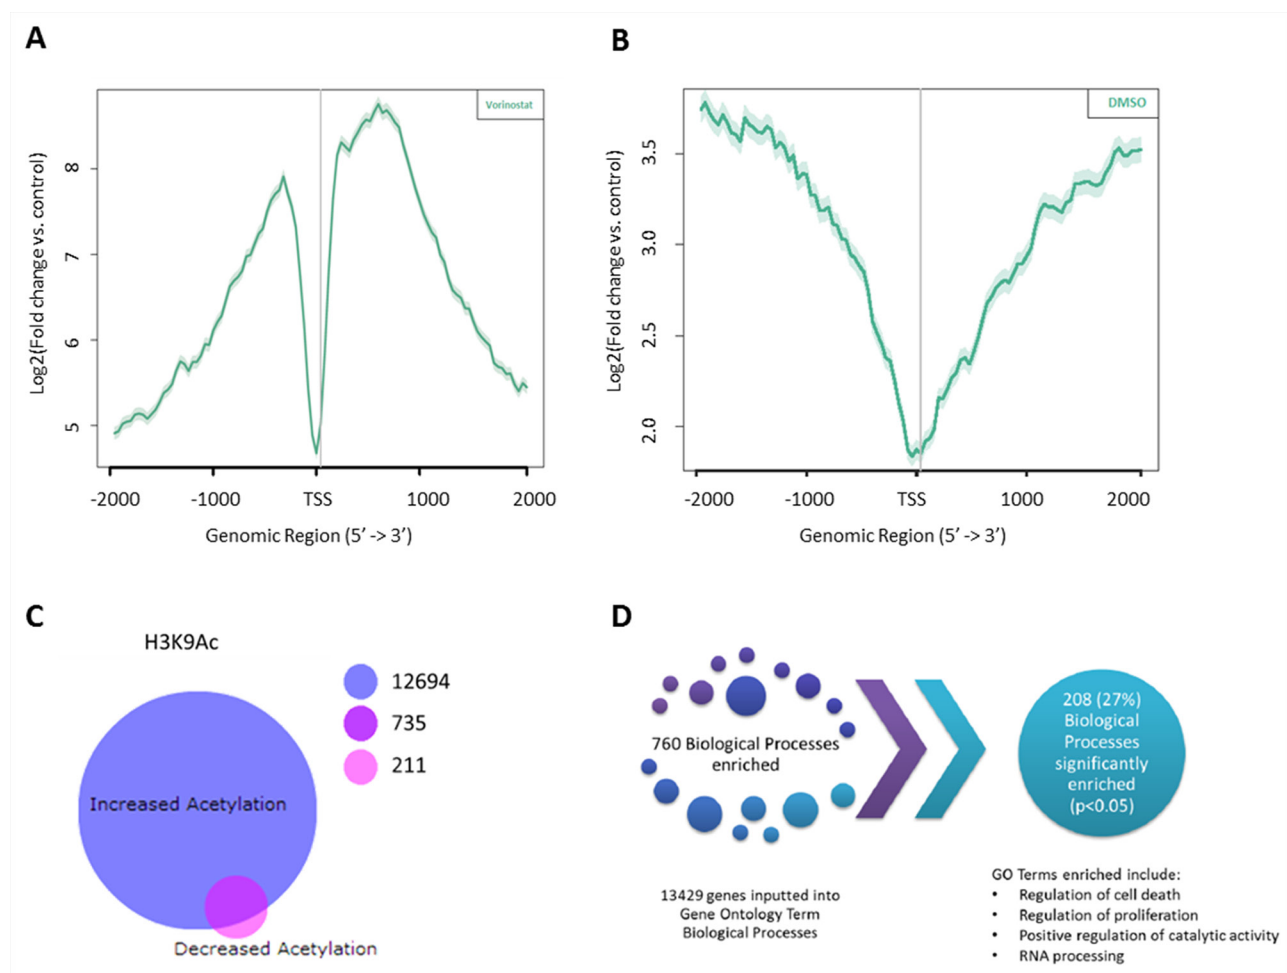 A
Vorinostat
Log2(Fold change vs. control)
8
7
6
5
-2000 -1000 TSS 1000 2000
Genomic Region (5' -> 3')
B
DMSO
Log2(Fold change vs. control)
3.5
3.0
2.5
2.0
-2000 -1000 TSS 1000 2000
Genomic Region (5' -> 3')
C
H3K9Ac
12694
735
211
Increased Acetylation
Decreased Acetylation
D
760 Biological Processes
enriched
13429 genes inputted into
Gene Ontology Term
Biological Processes
208 (27%)
Biological
Processes
significantly
enriched
(p<0.05)
GO Terms enriched include:
• Regulation of cell death
• Regulation of proliferation
• Positive regulation of catalytic activity
• RNA processing